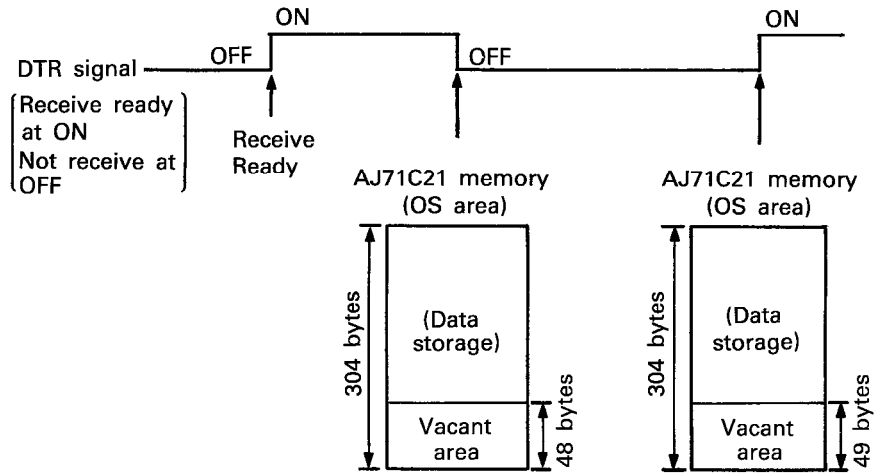 ON
ON
OFF
OFF
DTR signal
Receive ready
at ON
Not receive at
OFF
Receive
Ready
AJ71C21 memory
(OS area)
AJ71C21 memory
(OS area)
304 bytes
(Data
storage)
Vacant
area
48 bytes
304 bytes
(Data
storage)
Vacant
area
49 bytes